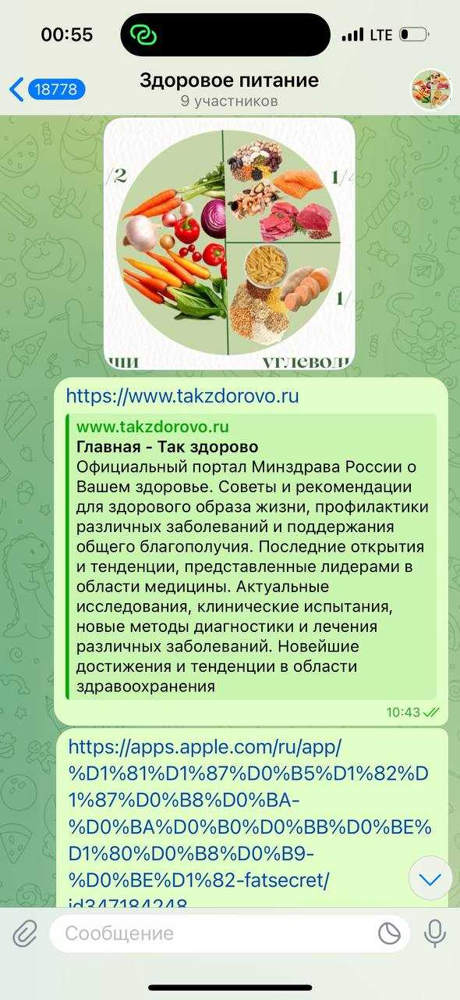 00:55
LTE
18778
Здоровое питание
9 участников
/2
1/4
1/
ши
углевод
https://www.takzdorovo.ru
www.takzdorovo.ru
Главная - Так здорово
Официальный портал Минздрава России о
Вашем здоровье. Советы и рекомендации
для здорового образа жизни, профилактики
различных заболеваний и поддержания
общего благополучия. Последние открытия
и тенденции, представленные лидерами в
области медицины. Актуальные
исследования, клинические испытания,
новые методы диагностики и лечения
различных заболеваний. Новейшие
достижения и тенденции в области
здравоохранения
10:43
https://apps.apple.com/ru/app/
%D1%81%D1%87%D0%B5%D1%82%D
1%87%D0%B8%D0%BA-
%D0%BA%D0%B0%D0%BB%D0%BE%
D1%80%D0%B8%D0%B9-
%D0%BE%D1%82-fatsecret/
id347184248
Сообщение